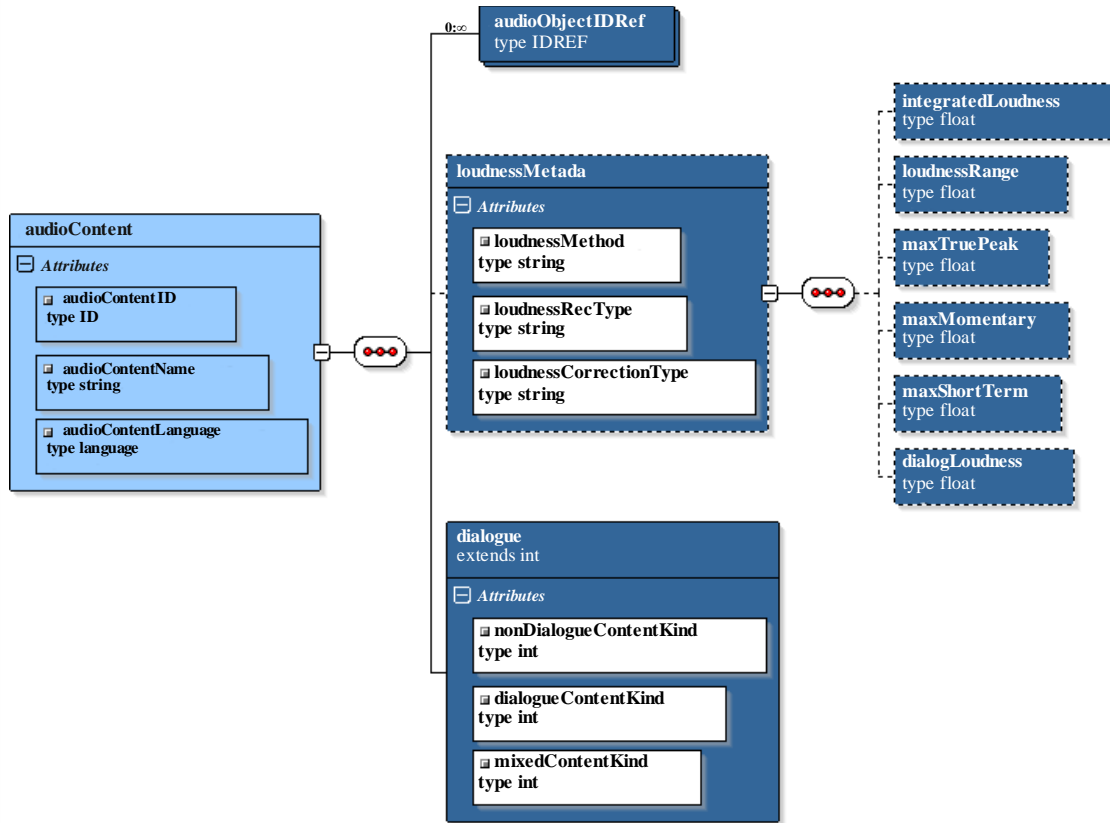 0:∞
audioObjectIDRef
type IDREF
integratedLoudness
type float
loudnessRange
type float
maxTruePeak
type float
maxMomentary
type float
maxShortTerm
type float
dialogLoudness
type float
loudnessMetada
Attributes
loudnessMethod
type string
loudnessRecType
type string
loudnessCorrectionType
type string
audioContent
Attributes
audioContentID
type ID
audioContentName
type string
audioContentLanguage
type language
dialogue
extends int
Attributes
nonDialogueContentKind
type int
dialogueContentKind
type int
mixedContentKind
type int